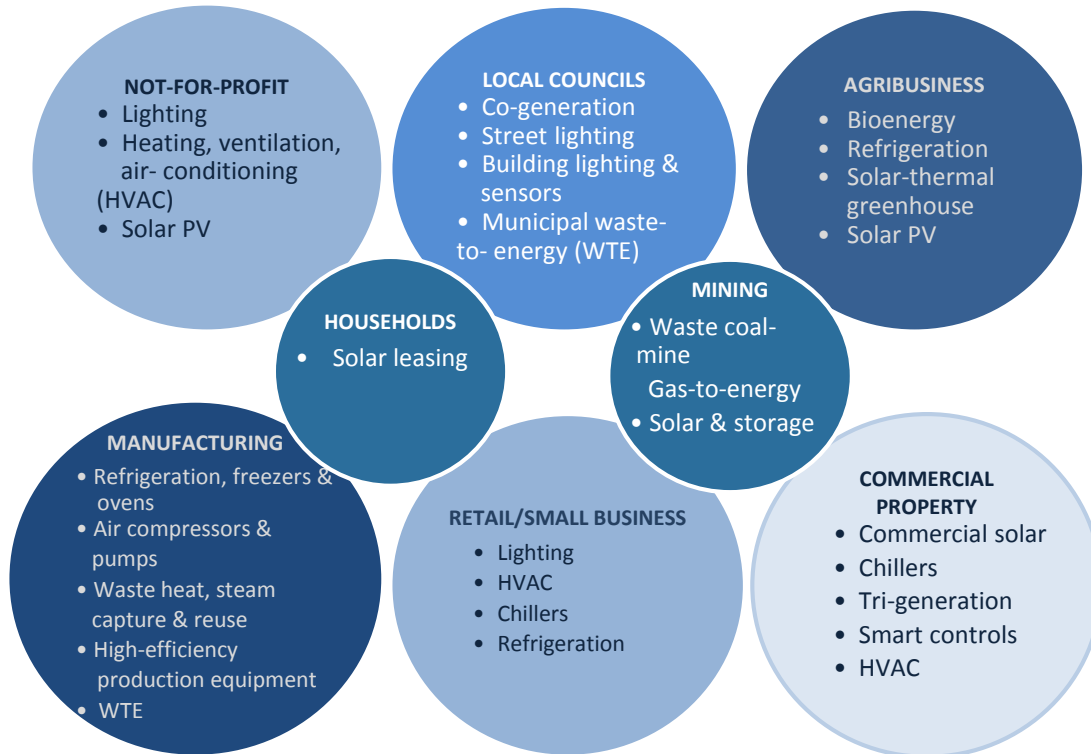 NOT-FOR-PROFIT
• Lighting
• Heating, ventilation,
air- conditioning
(HVAC)
• Solar PV
LOCAL COUNCILS
• Co-generation
• Street lighting
• Building lighting &
sensors
• Municipal waste-
to- energy (WTE)
AGRIBUSINESS
• Bioenergy
• Refrigeration
• Solar-thermal
greenhouse
• Solar PV
HOUSEHOLDS
• Solar leasing
MINING
• Waste coal-
mine
Gas-to-energy
• Solar & storage
MANUFACTURING
• Refrigeration, freezers &
ovens
• Air compressors &
pumps
• Waste heat, steam
capture & reuse
• High-efficiency
production equipment
• WTE
RETAIL/SMALL BUSINESS
• Lighting
• HVAC
• Chillers
• Refrigeration
COMMERCIAL
PROPERTY
• Commercial solar
• Chillers
• Tri-generation
• Smart controls
• HVAC